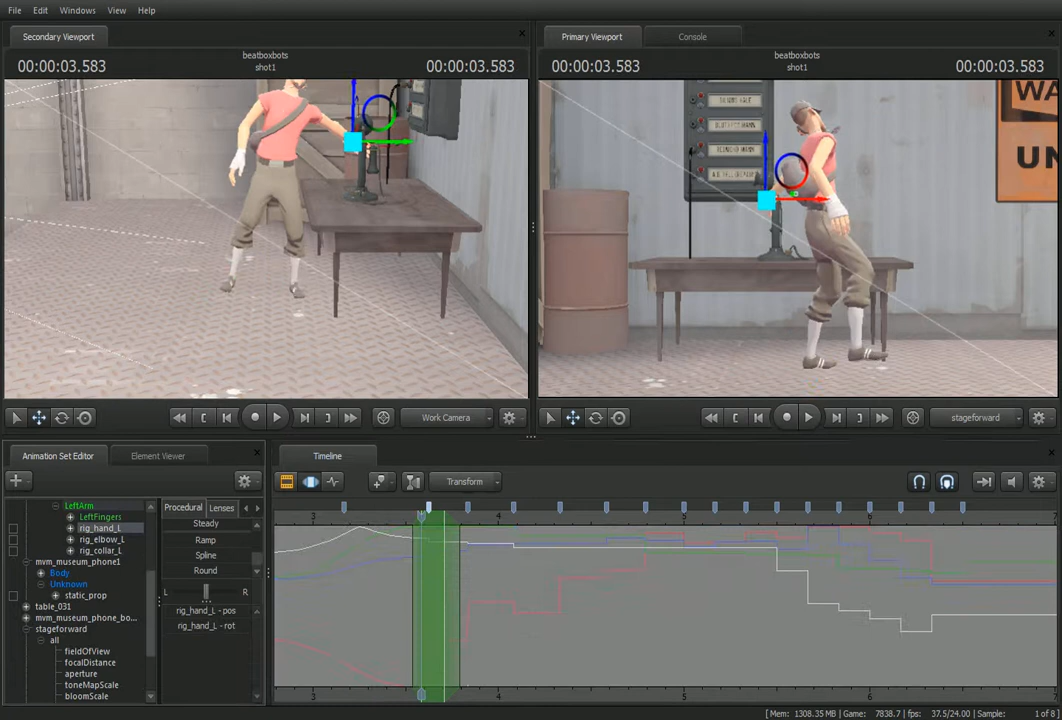 File Edit Windows View Help
Secondary Viewport
Primary Viewport Console
beatboxbots
shot1
00:00:03.583
00:00:03.583
beatboxbots
shot1
00:00:03.583
00:00:03.583
WA
UN
Work Camera
stageforward
Animation Set Editor Element Viewer
Timeline
Transform
LeftArm
LeftFingers
rig_hand_L
rig_elbow_L
rig_collar_L
mvm_museum_phone1
Body
Unknown
static_prop
table_031
mvm_museum_phone_bo...
stageforward
all
fieldOfView
focalDistance
aperture
toneMapScale
bloomScale
Procedural Lenses
Steady
Ramp
Spline
Round
L R
rig_hand_L - pos
rig_hand_L - rot
3 4 5 6 7
3 4 5 6 7
[Mem: 1308.35 MB| Game: 7838.7| fps: 37.5/24.00| Sample: 1 of 8